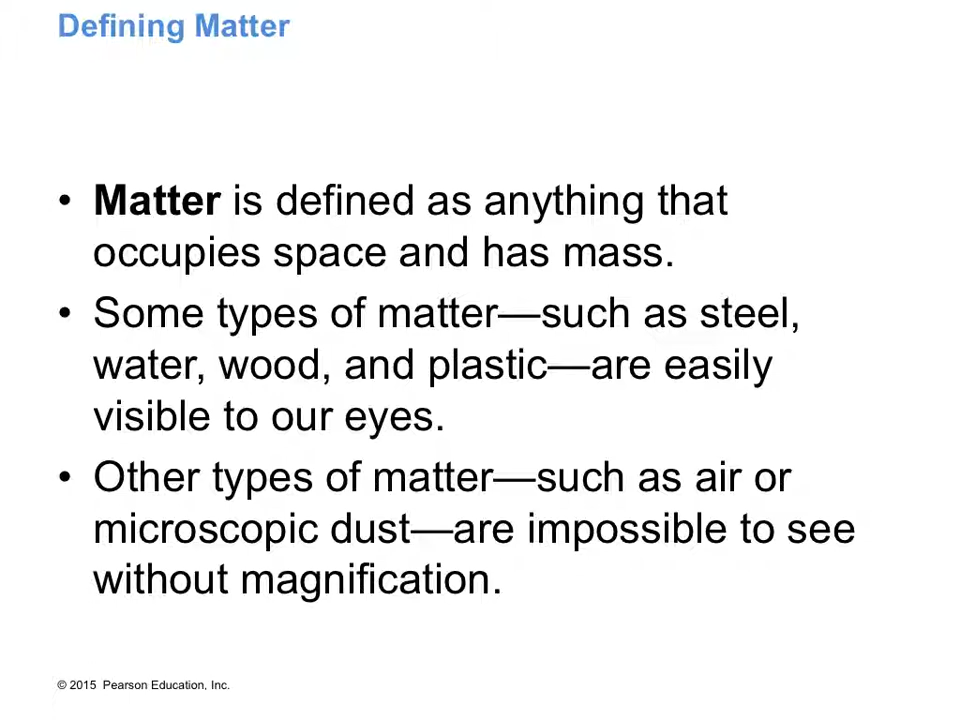 Defining Matter
• Matter is defined as anything that
occupies space and has mass.
• Some types of matter—such as steel,
water, wood, and plastic—are easily
visible to our eyes.
• Other types of matter—such as air or
microscopic dust—are impossible to see
without magnification.
© 2015 Pearson Education, Inc.